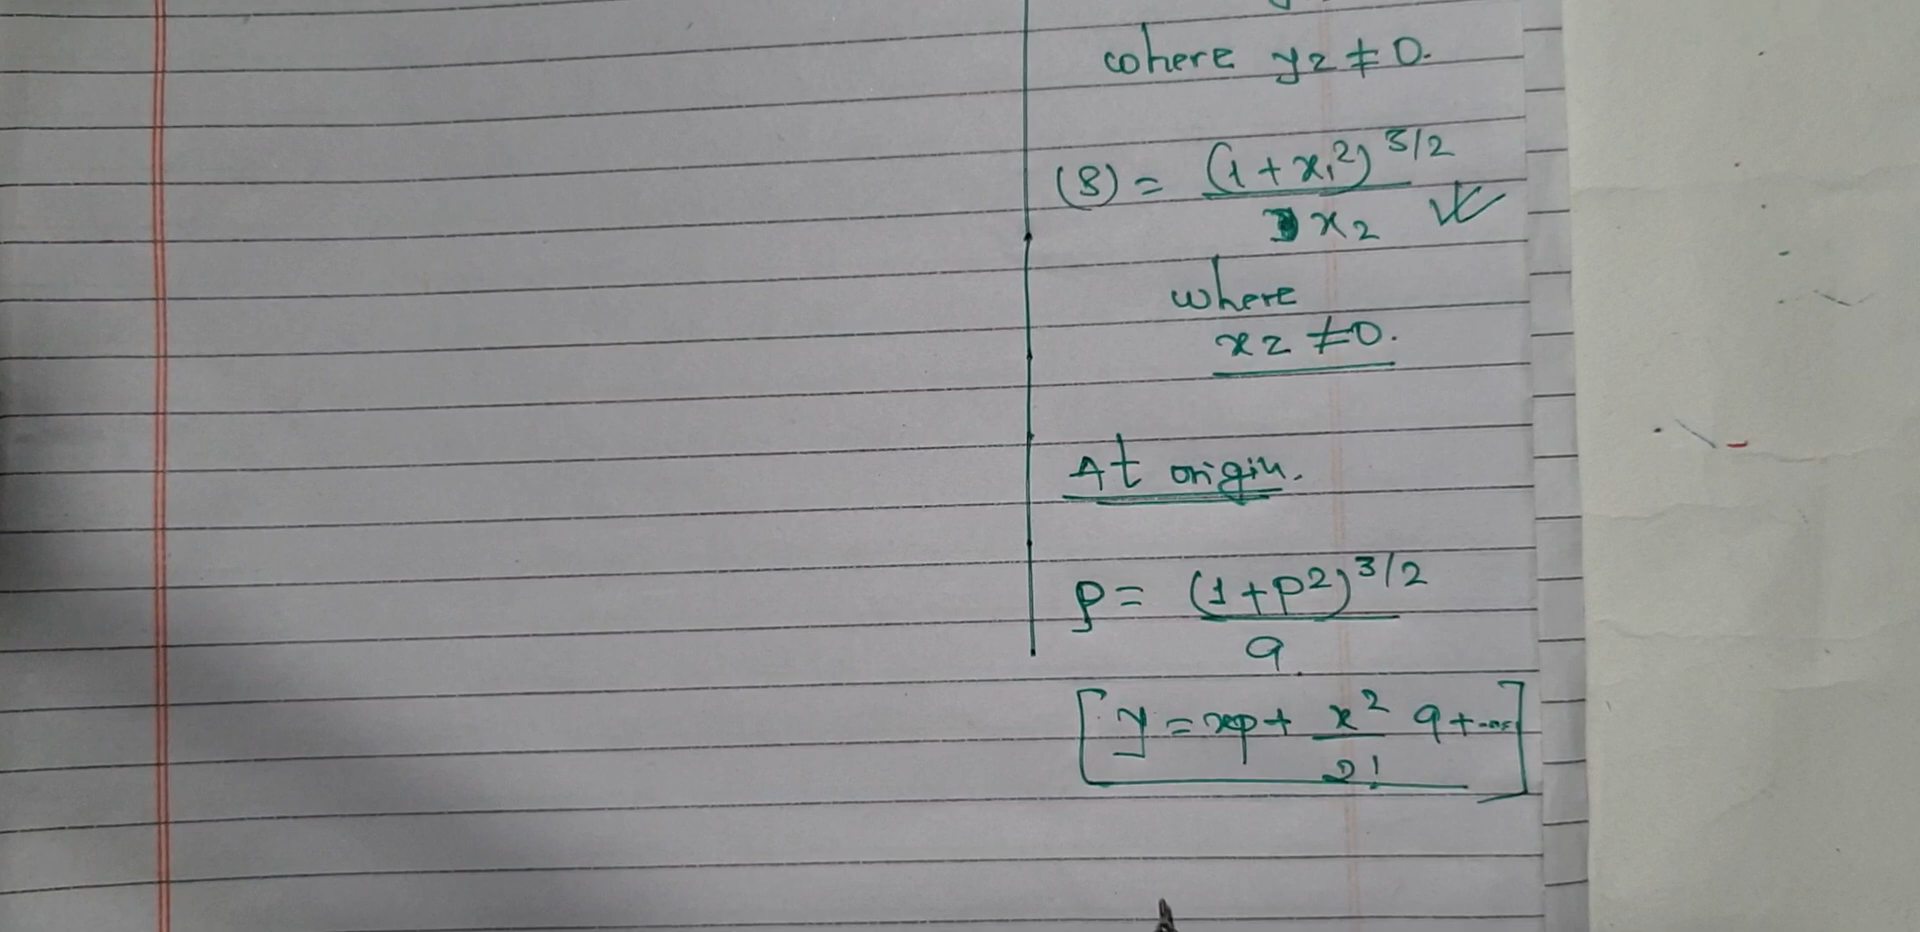 where y₂ ≠ 0.
(ρ) = (1 + x₁²)^3/2 / x₂
where
x₂ ≠ 0.
At origin.
ρ = (1 + p²)^3/2 / q
[y = xp + x²/2! q + ...]